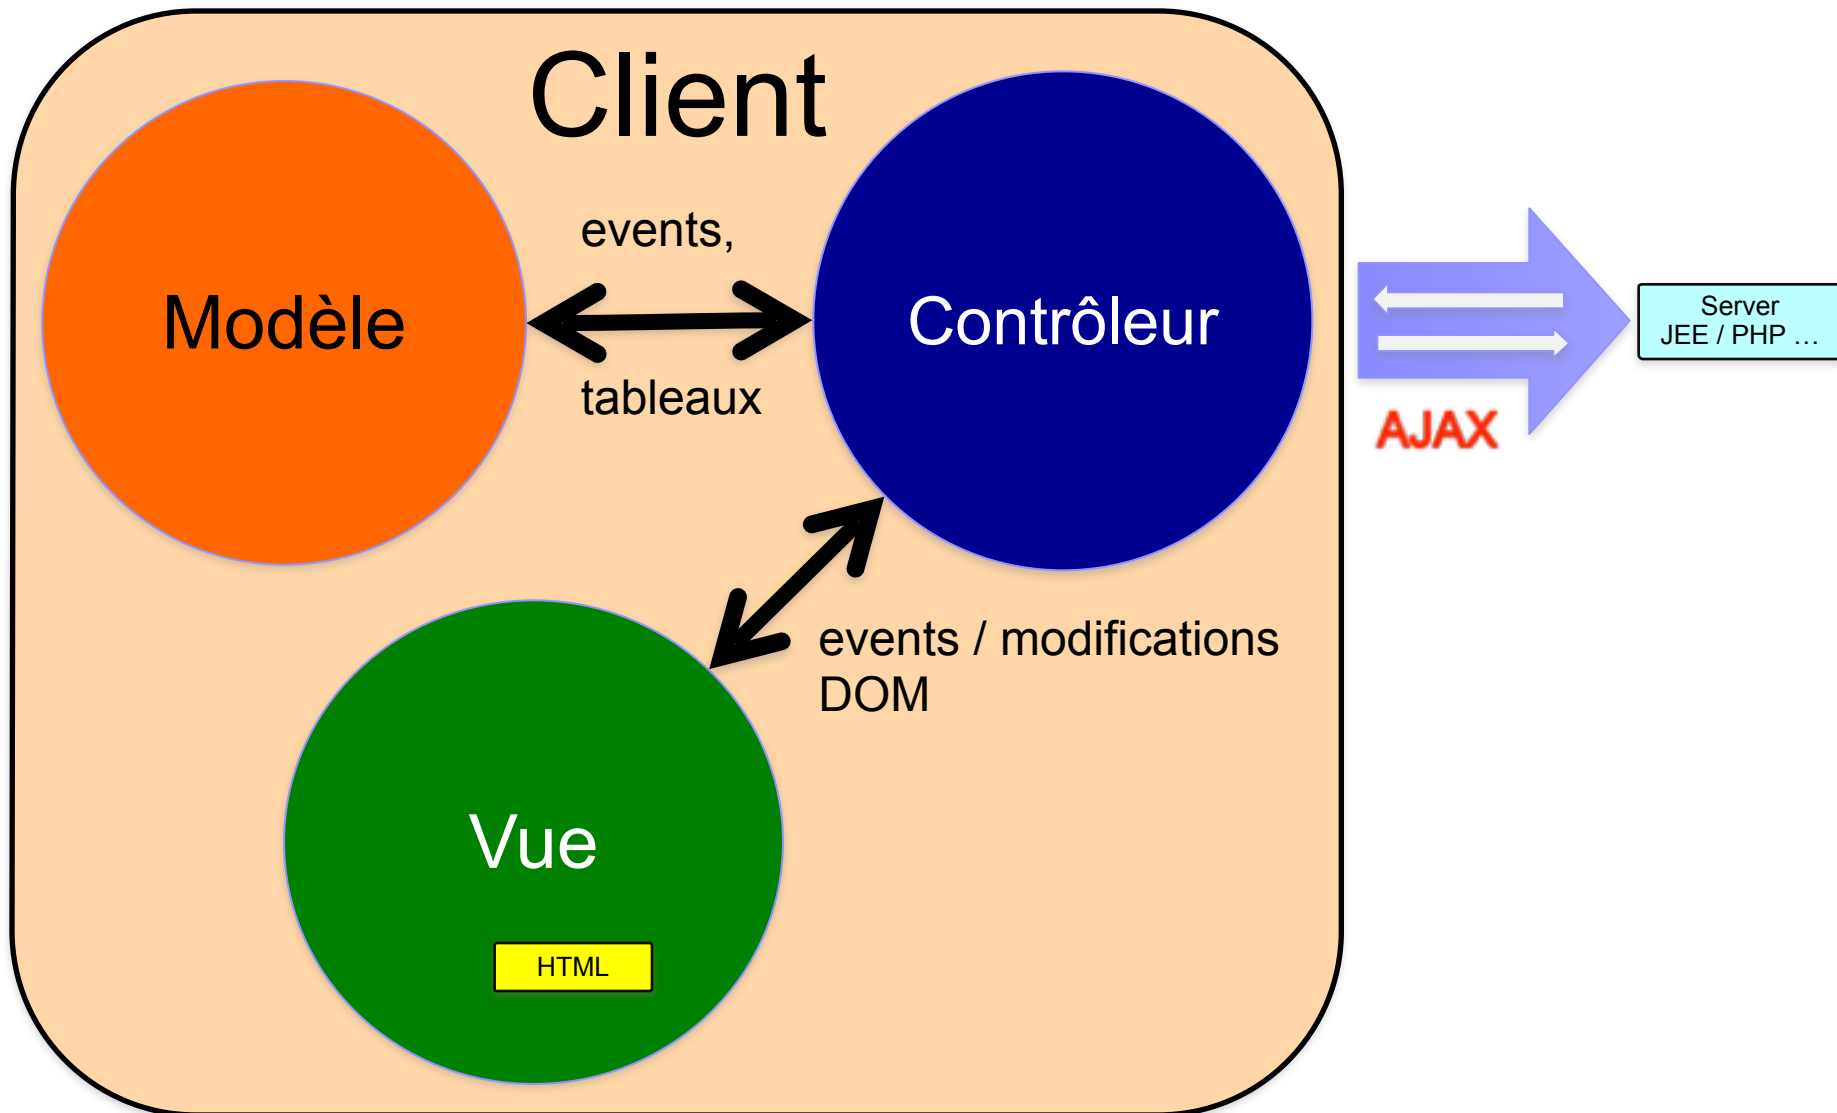 Client
Modèle
events,
tableaux
Contrôleur
Server
JEE / PHP ...
AJAX
events / modifications
DOM
Vue
HTML